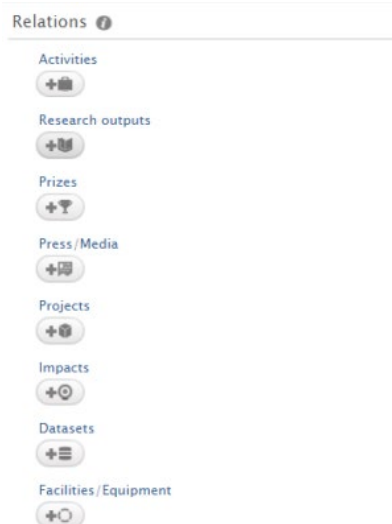 Relations
Activities
Research outputs
Prizes
Press/Media
Projects
Impacts
Datasets
Facilities/Equipment